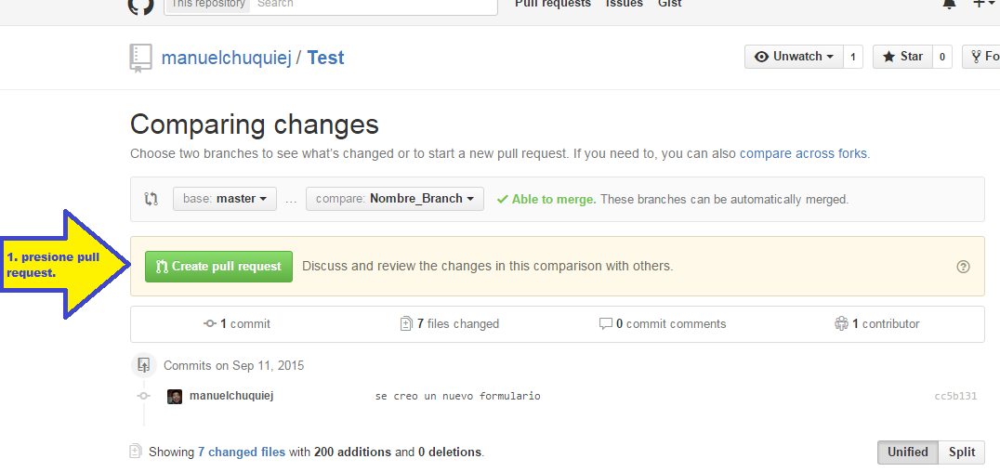 This repository Search Pull requests Issues Gist
manuelchuquiej / Test Unwatch 1 Star 0
Comparing changes
Choose two branches to see what's changed or to start a new pull request. If you need to, you can also compare across forks.
base: master ... compare: Nombre_Branch Able to merge. These branches can be automatically merged.
1. presione pull
request.
Create pull request Discuss and review the changes in this comparison with others.
1 commit 7 files changed 0 commit comments 1 contributor
Commits on Sep 11, 2015
manuelchuquiej se creo un nuevo formulario cc5b131
Showing 7 changed files with 200 additions and 0 deletions. Unified Split